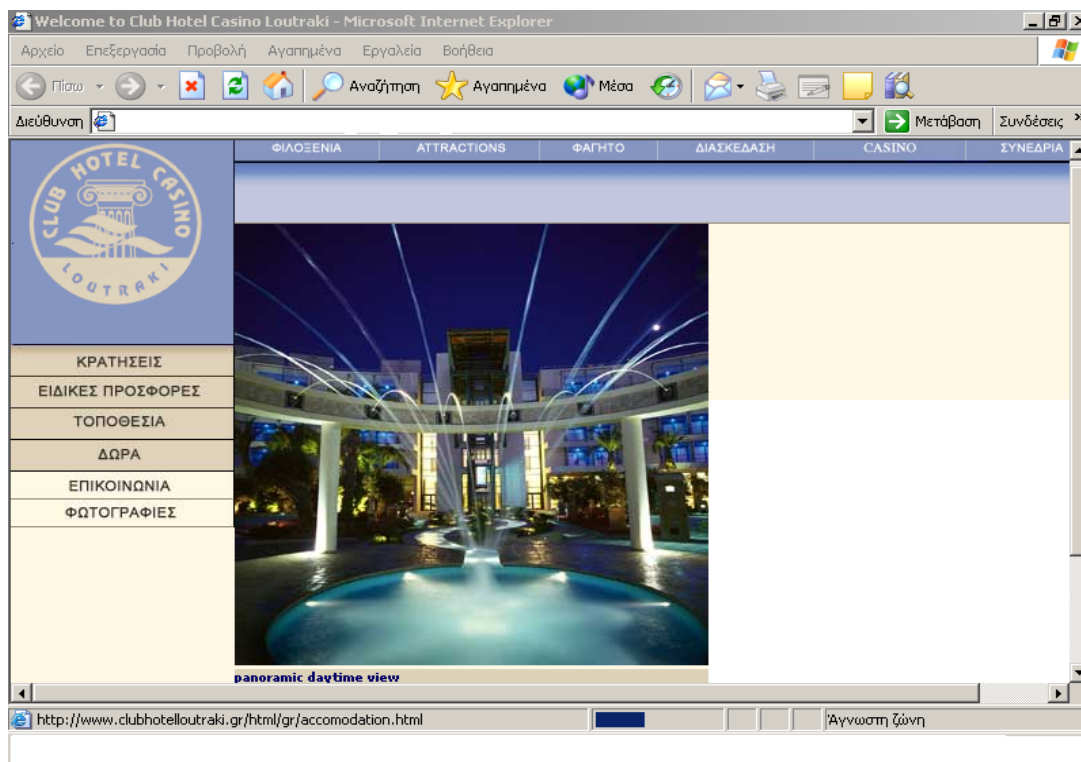 Welcome to Club Hotel Casino Loutraki - Microsoft Internet Explorer
Αρχείο Επεξεργασία Προβολή Αγαπημένα Εργαλεία Βοήθεια
Πίσω Αναζήτηση Αγαπημένα Μέσα
Διεύθυνση Μετάβαση Συνδέσεις »
CLUB HOTEL CASINO
LOUTRAKI
ΦΙΛΟΞΕΝΙΑ ATTRACTIONS ΦΑΓΗΤΟ ΔΙΑΣΚΕΔΑΣΗ CASINO ΣΥΝΕΔΡΙΑ
ΚΡΑΤΗΣΕΙΣ
ΕΙΔΙΚΕΣ ΠΡΟΣΦΟΡΕΣ
ΤΟΠΟΘΕΣΙΑ
ΔΩΡΑ
ΕΠΙΚΟΙΝΩΝΙΑ
ΦΩΤΟΓΡΑΦΙΕΣ
panoramic daytime view
http://www.clubhotelloutraki.gr/html/gr/accomodation.html Άγνωστη ζώνη